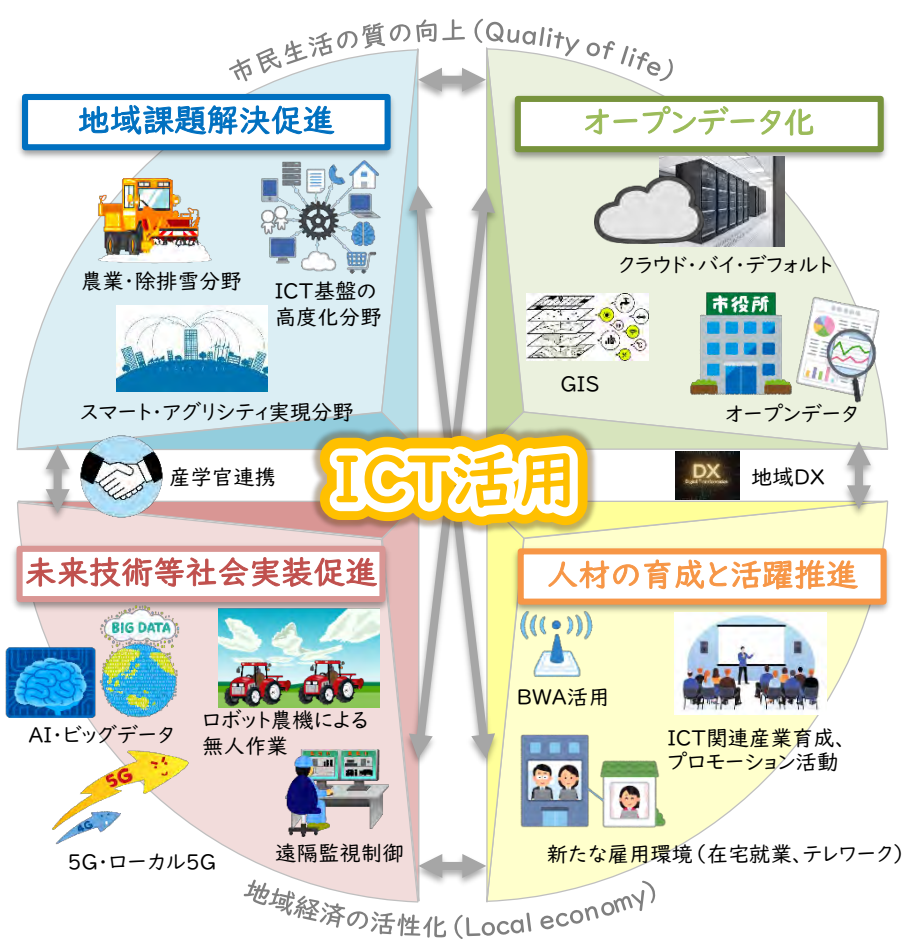 市民生活の質の向上（Quality of life）
地域課題解決促進
農業・除排雪分野
ICT基盤の
高度化分野
スマート・アグリシティ実現分野
オープンデータ化
クラウド・バイ・デフォルト
GIS
市役所
オープンデータ
産学官連携
ICT活用
DX
Digital Transformation
地域DX
未来技術等社会実装促進
BIG DATA
AI・ビッグデータ
ロボット農機による
無人作業
5G
4G
5G・ローカル5G
遠隔監視制御
人材の育成と活躍推進
BWA活用
ICT関連産業育成、
プロモーション活動
新たな雇用環境（在宅就業、テレワーク）
地域経済の活性化（Local economy）